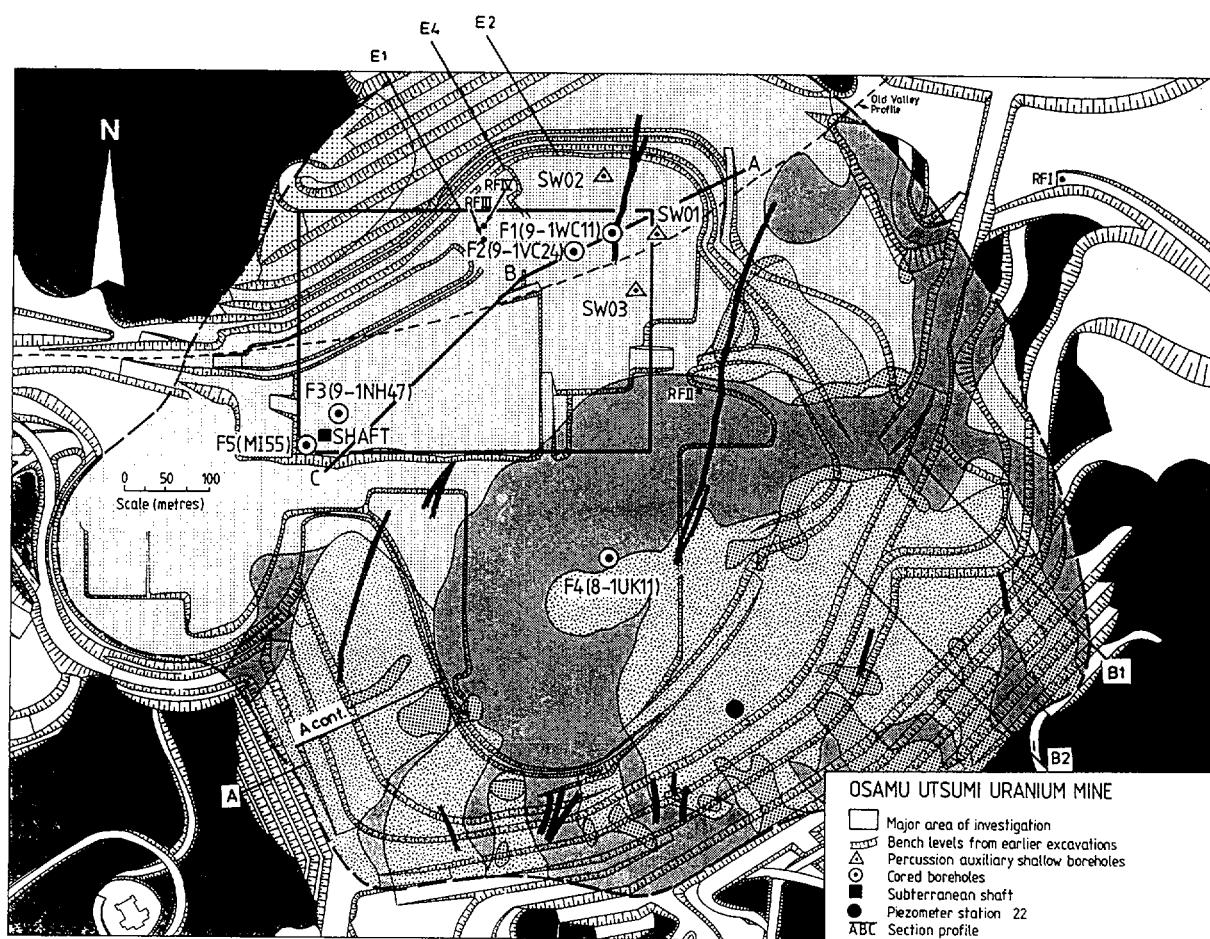 E1
E4
E2
Old Valley
Profile
N
RFI
SW02
A
RFIV
RFIII
SW01
F1(9-1WC11)
F2(9-1VC24)
B
SW03
F3(9-1NH47)
RFII
SHAFT
F5(MI55)
C
0 50 100
Scale (metres)
F4(8-1UK11)
B1
A cont.
B2
A
OSAMU UTSUMI URANIUM MINE
Major area of investigation
Bench levels from earlier excavations
Percussion auxiliary shallow boreholes
Cored boreholes
Subterranean shaft
Piezometer station 22
ABC Section profile